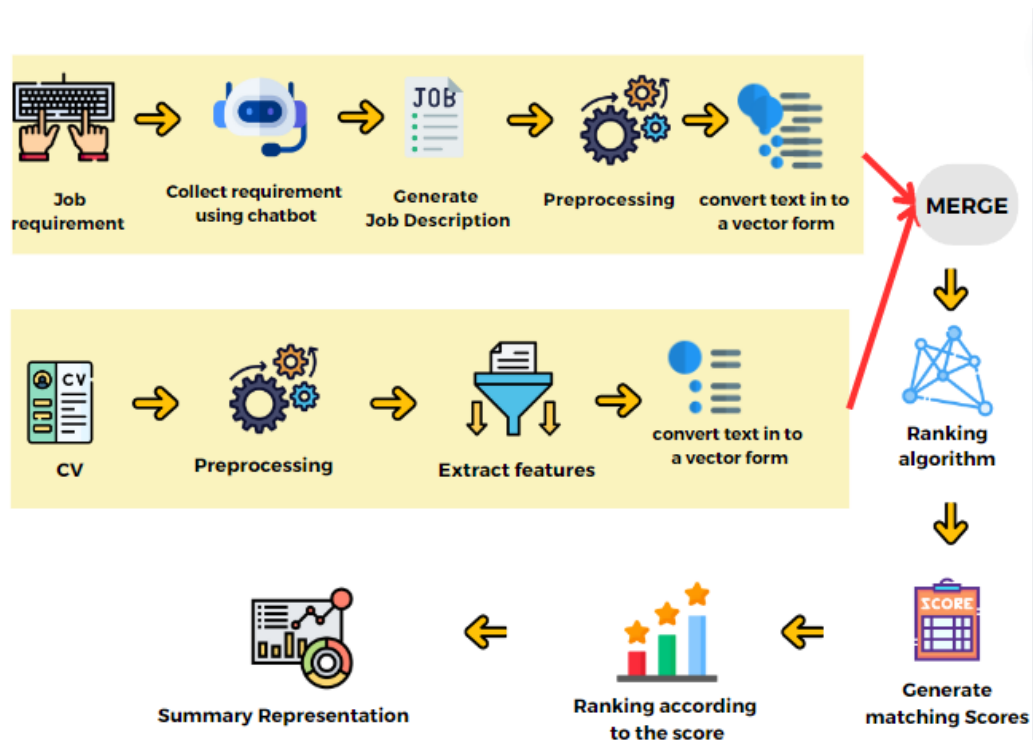 JOB
Job
requirement
Collect requirement
using chatbot
Generate
Job Description
Preprocessing
convert text in to
a vector form
MERGE
CV
CV
Preprocessing
Extract features
convert text in to
a vector form
Ranking
algorithm
SCORE
Generate
matching Scores
Ranking according
to the score
Summary Representation